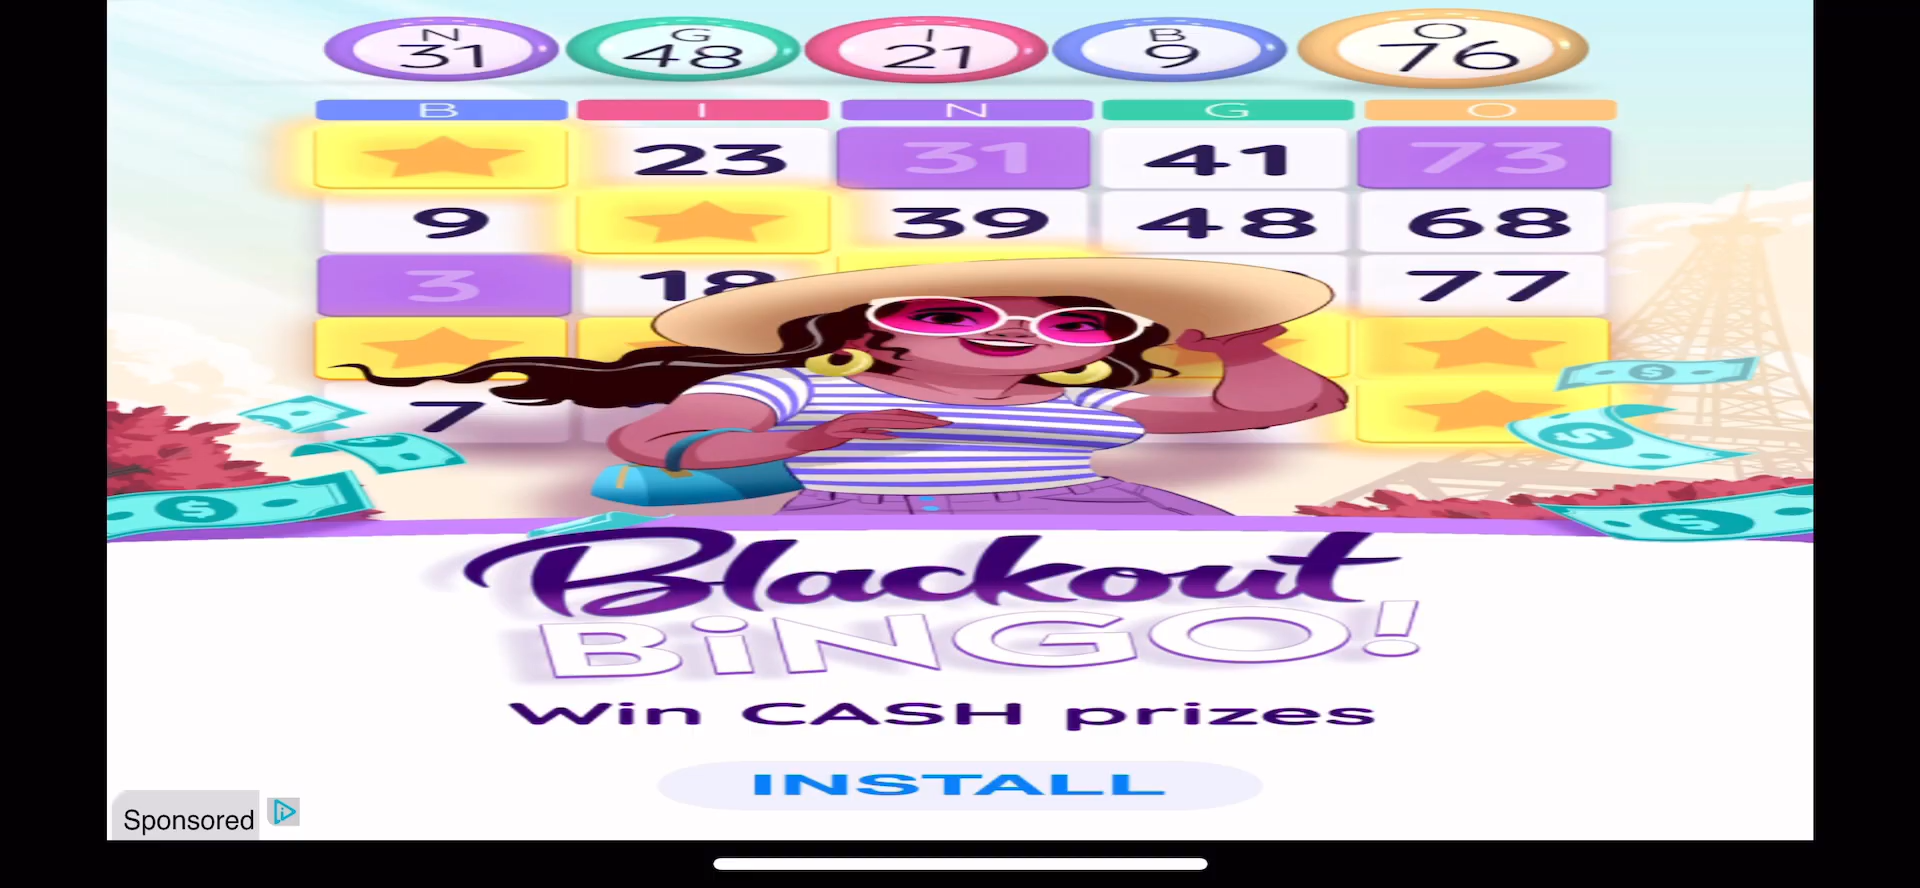 N G I B O
31 48 21 9 76
B I N G O
23 31 41 73
9 39 48 68
3 18 77
7
Blackout
BiNGO!
Win CASH prizes
INSTALL
Sponsored